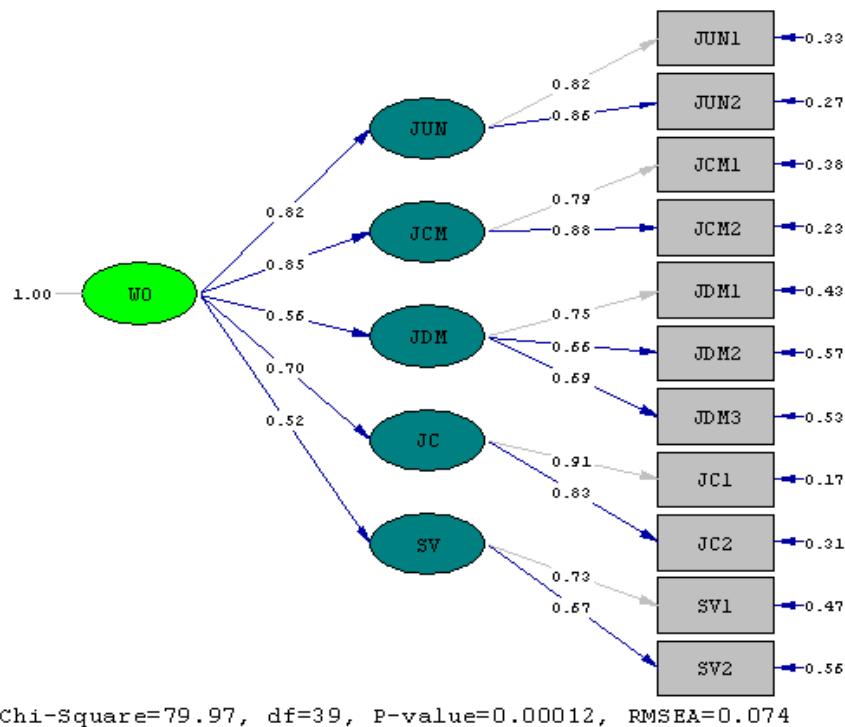 JUN1
0.33
0.82
JUN2
0.27
JUN
0.86
JCM1
0.38
0.79
0.82
JCM
0.88
JCM2
0.23
0.85
1.00
WO
JDM1
0.43
0.56
0.75
JDM
0.66
JDM2
0.57
0.70
0.69
JDM3
0.53
0.52
JC
0.91
JC1
0.17
0.83
SV
JC2
0.31
0.73
0.67
SV1
0.47
SV2
0.56
Chi-Square=79.97, df=39, P-value=0.00012, RMSEA=0.074